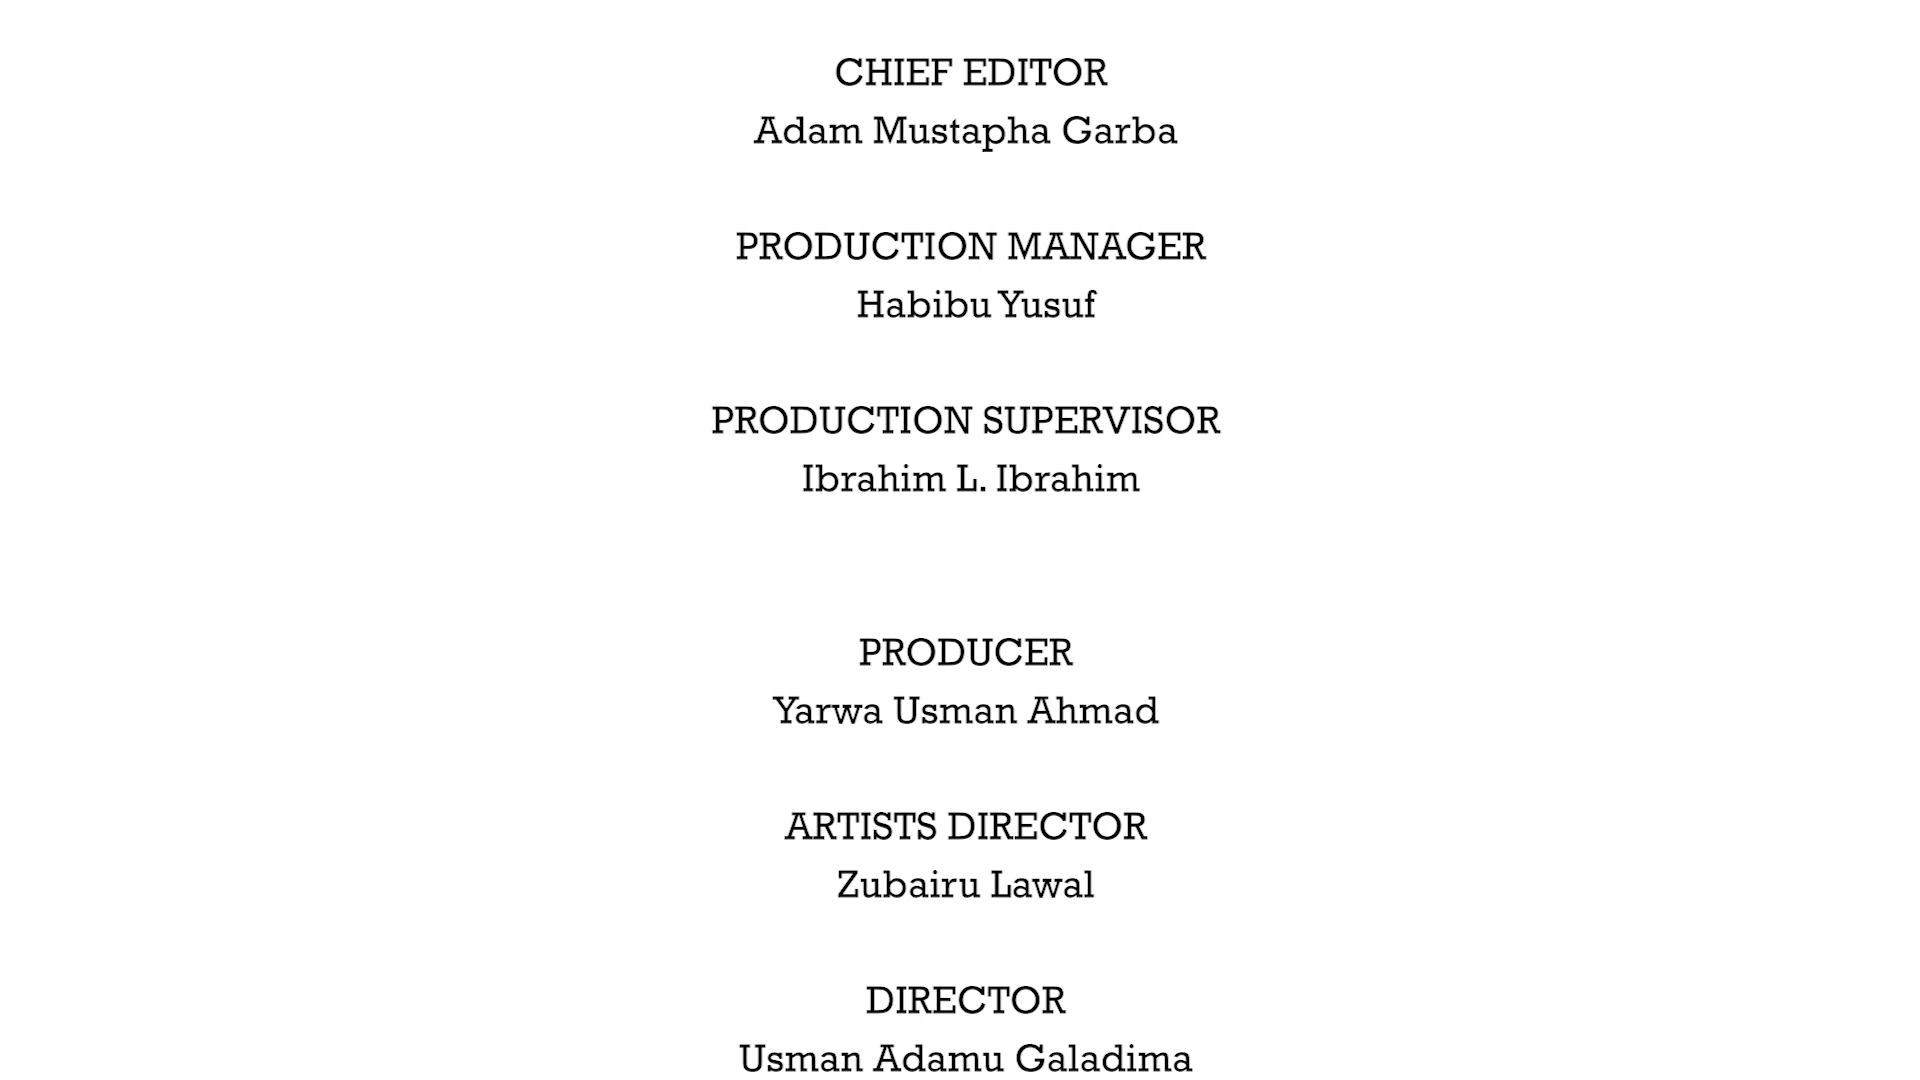 CHIEF EDITOR
Adam Mustapha Garba
PRODUCTION MANAGER
Habibu Yusuf
PRODUCTION SUPERVISOR
Ibrahim L. Ibrahim
PRODUCER
Yarwa Usman Ahmad
ARTISTS DIRECTOR
Zubairu Lawal
DIRECTOR
Usman Adamu Galadima